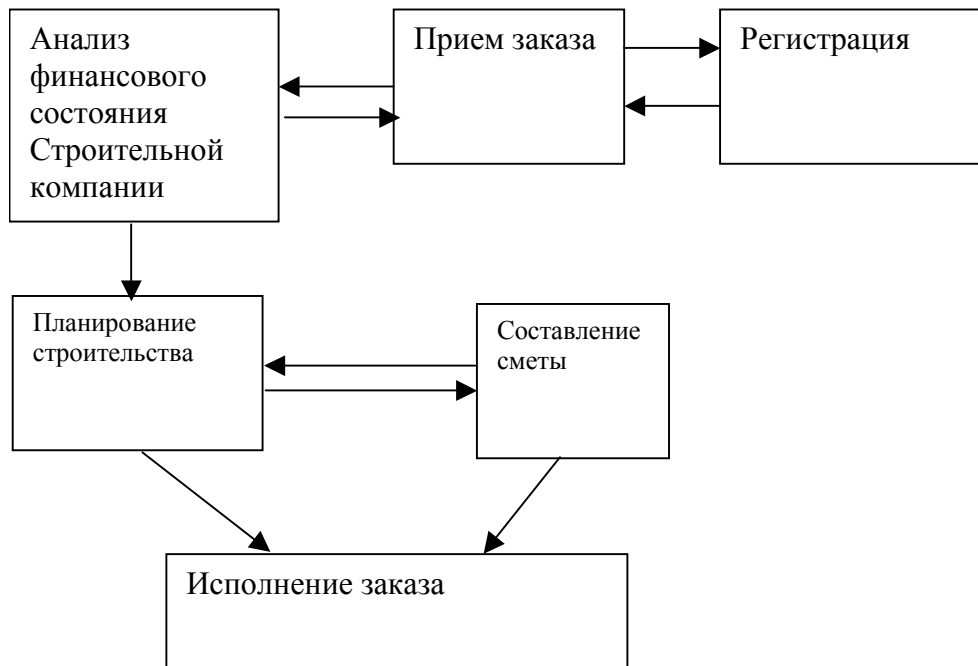 Анализ
финансового
состояния
Строительной
компании
Прием заказа
Регистрация
Планирование
строительства
Составление
сметы
Исполнение заказа